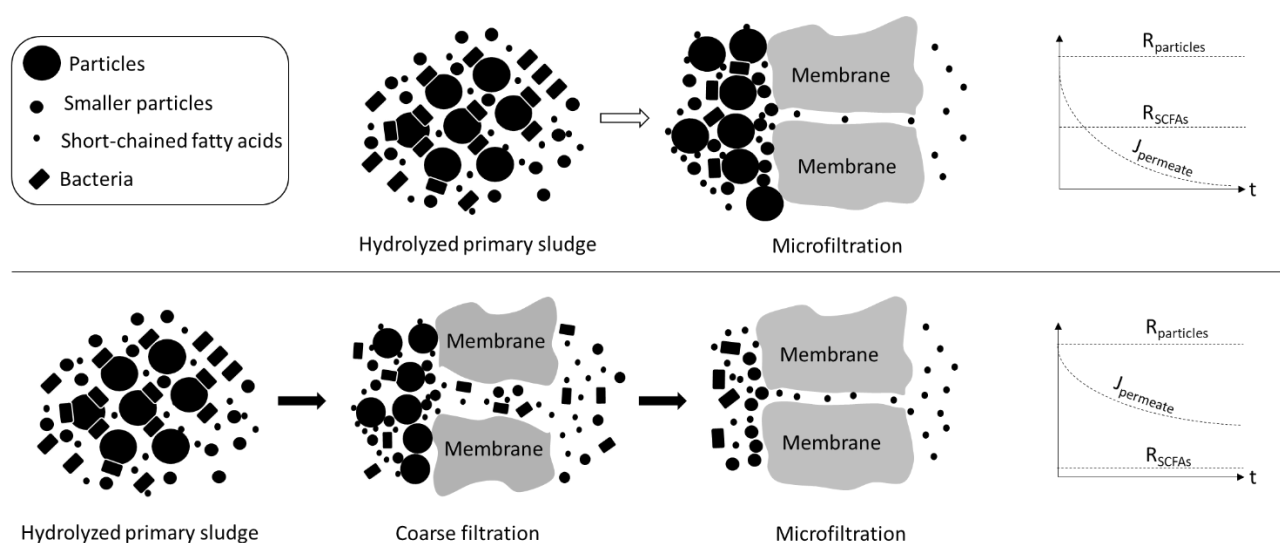 Particles
Smaller particles
Short-chained fatty acids
Bacteria
Membrane
Membrane
Hydrolyzed primary sludge
Microfiltration
R_particles
R_SCFAs
J_permeate
t
Membrane
Membrane
Membrane
Membrane
Hydrolyzed primary sludge
Coarse filtration
Microfiltration
R_particles
J_permeate
R_SCFAs
t